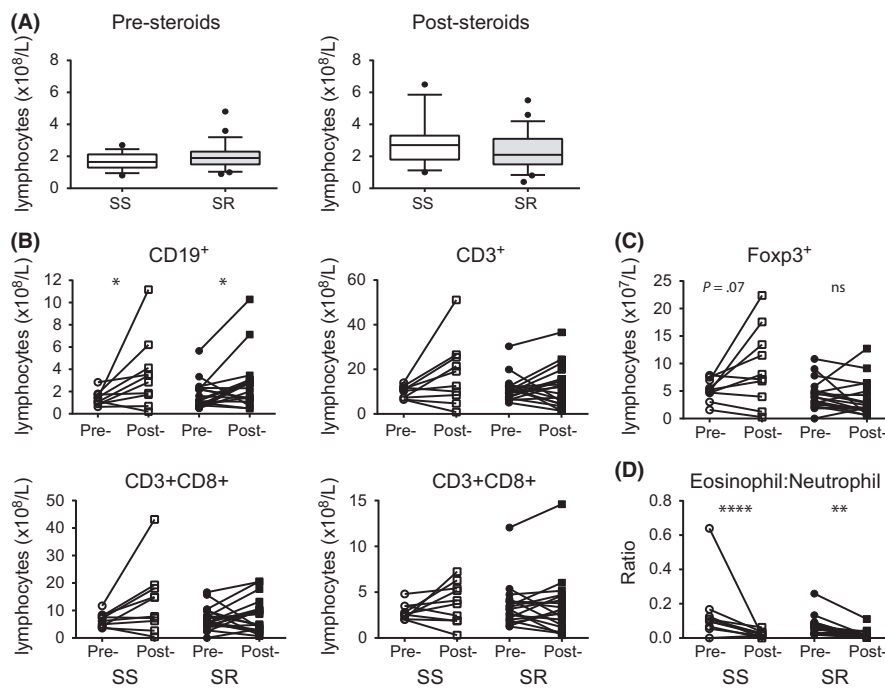 (A)
Pre-steroids
lymphocytes (x10⁸/L)
8
6
4
2
0
SS
SR
Post-steroids
lymphocytes (x10⁸/L)
8
6
4
2
0
SS
SR
(B)
CD19⁺
lymphocytes (x10⁸/L)
12
10
8
6
4
2
0
*
*
Pre- Post- Pre- Post-
CD3⁺
lymphocytes (x10⁸/L)
60
40
20
0
Pre- Post- Pre- Post-
(C)
Foxp3⁺
lymphocytes (x10⁷/L)
25
20
15
10
5
0
P = .07
ns
Pre- Post- Pre- Post-
CD3+CD8+
lymphocytes (x10⁸/L)
50
40
30
20
10
0
Pre- Post- Pre- Post-
SS SR
CD3+CD8+
lymphocytes (x10⁸/L)
15
10
5
0
Pre- Post- Pre- Post-
SS SR
(D)
Eosinophil:Neutrophil
Ratio
0.8
0.6
0.4
0.2
0.0
****
**
Pre- Post- Pre- Post-
SS SR